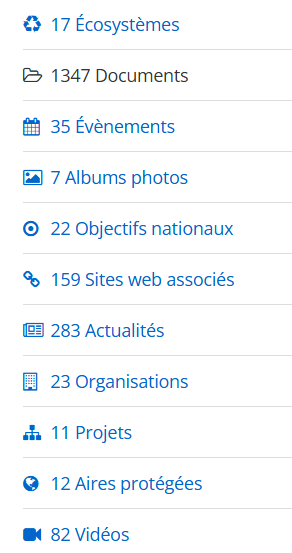 17 Écosystèmes
1347 Documents
35 Évènements
7 Albums photos
22 Objectifs nationaux
159 Sites web associés
283 Actualités
23 Organisations
11 Projets
12 Aires protégées
82 Vidéos